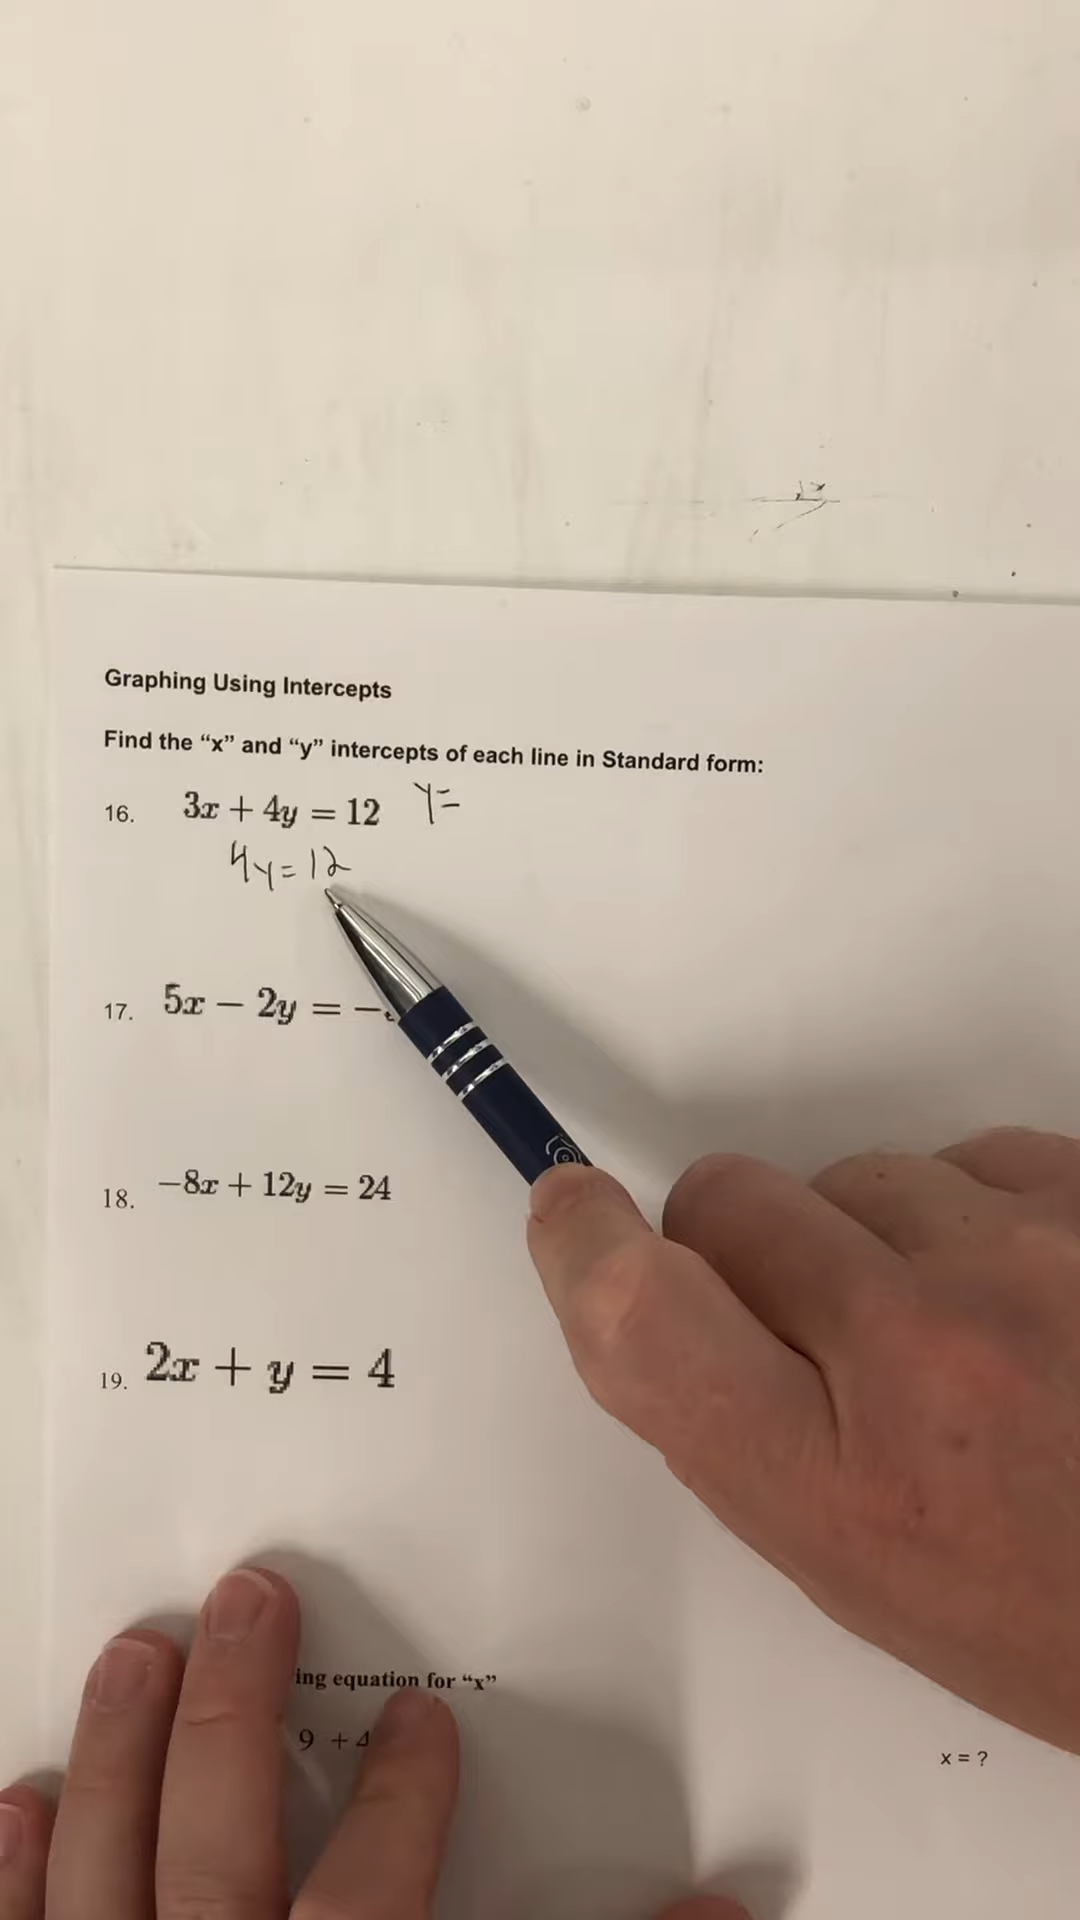 Graphing Using Intercepts
Find the “x” and “y” intercepts of each line in Standard form:
16. 3x + 4y = 12 Y=
4y = 12
17. 5x − 2y = −
18. −8x + 12y = 24
19. 2x + y = 4
equation for “x”
9 + 4
x = ?